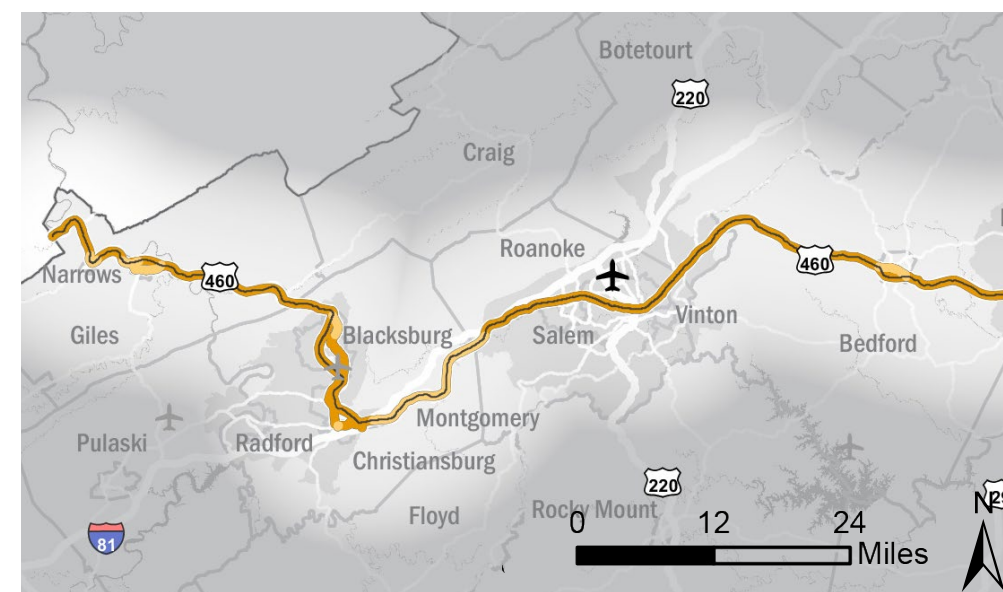 Botetourt
220
Craig
Roanoke
Narrows
460
460
Giles
Blacksburg
Salem
Vinton
Bedford
Montgomery
Pulaski
Radford
Christiansburg
220
Floyd
Rocky Mount
81
0 12 24
Miles
N